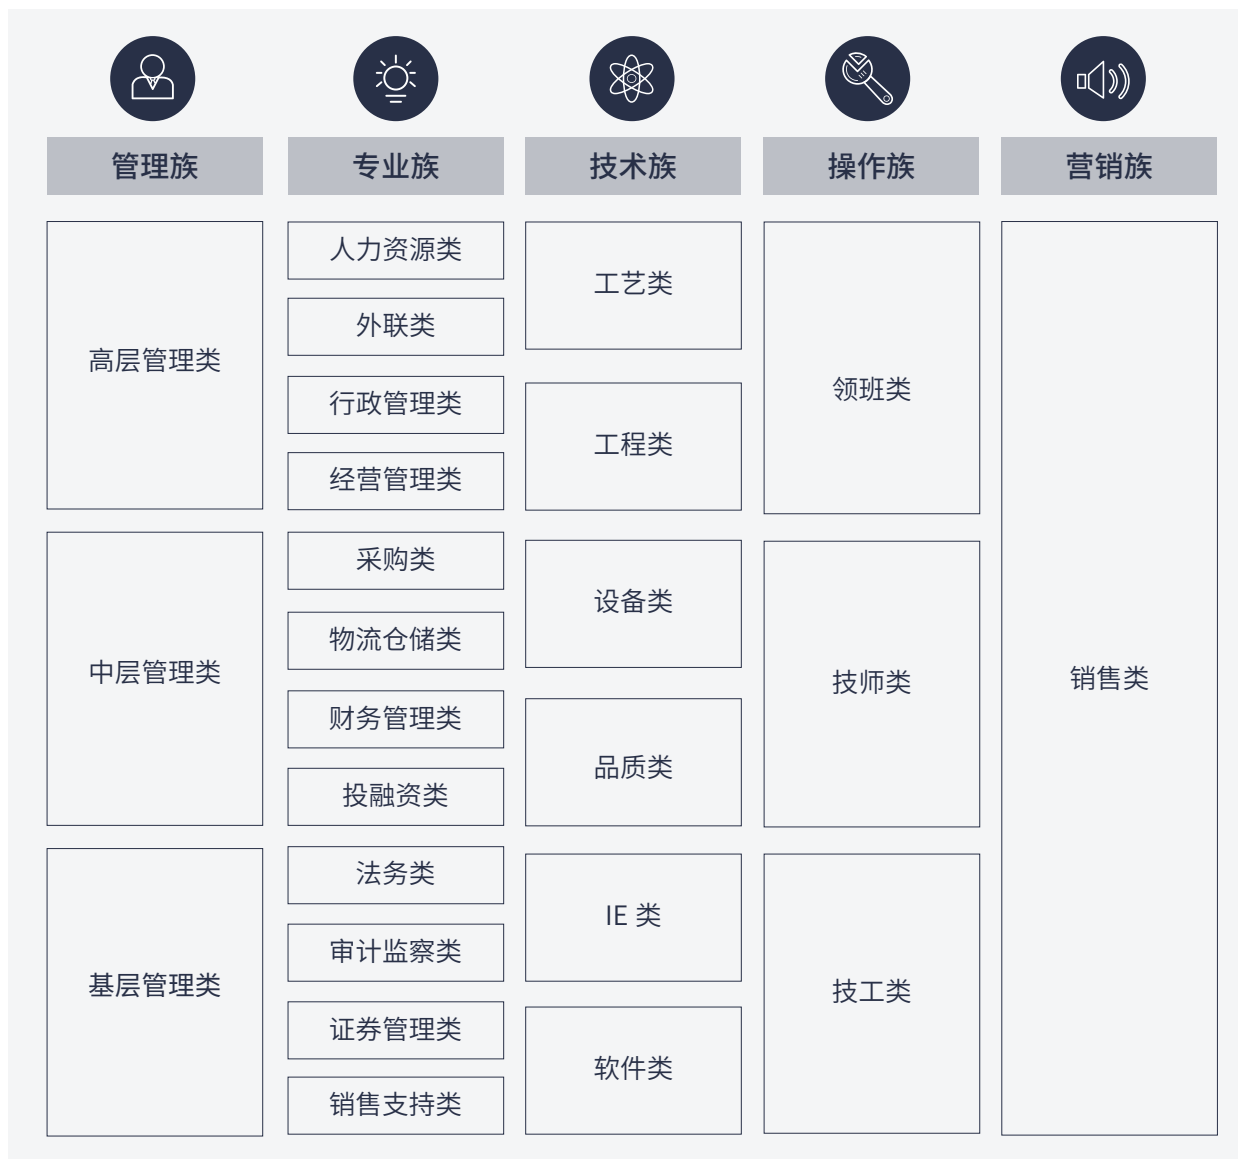 管理族
专业族
技术族
操作族
营销族
高层管理类
中层管理类
基层管理类
人力资源类
外联类
行政管理类
经营管理类
采购类
物流仓储类
财务管理类
投融资类
法务类
审计监察类
证券管理类
销售支持类
工艺类
工程类
设备类
品质类
IE 类
软件类
领班类
技师类
技工类
销售类